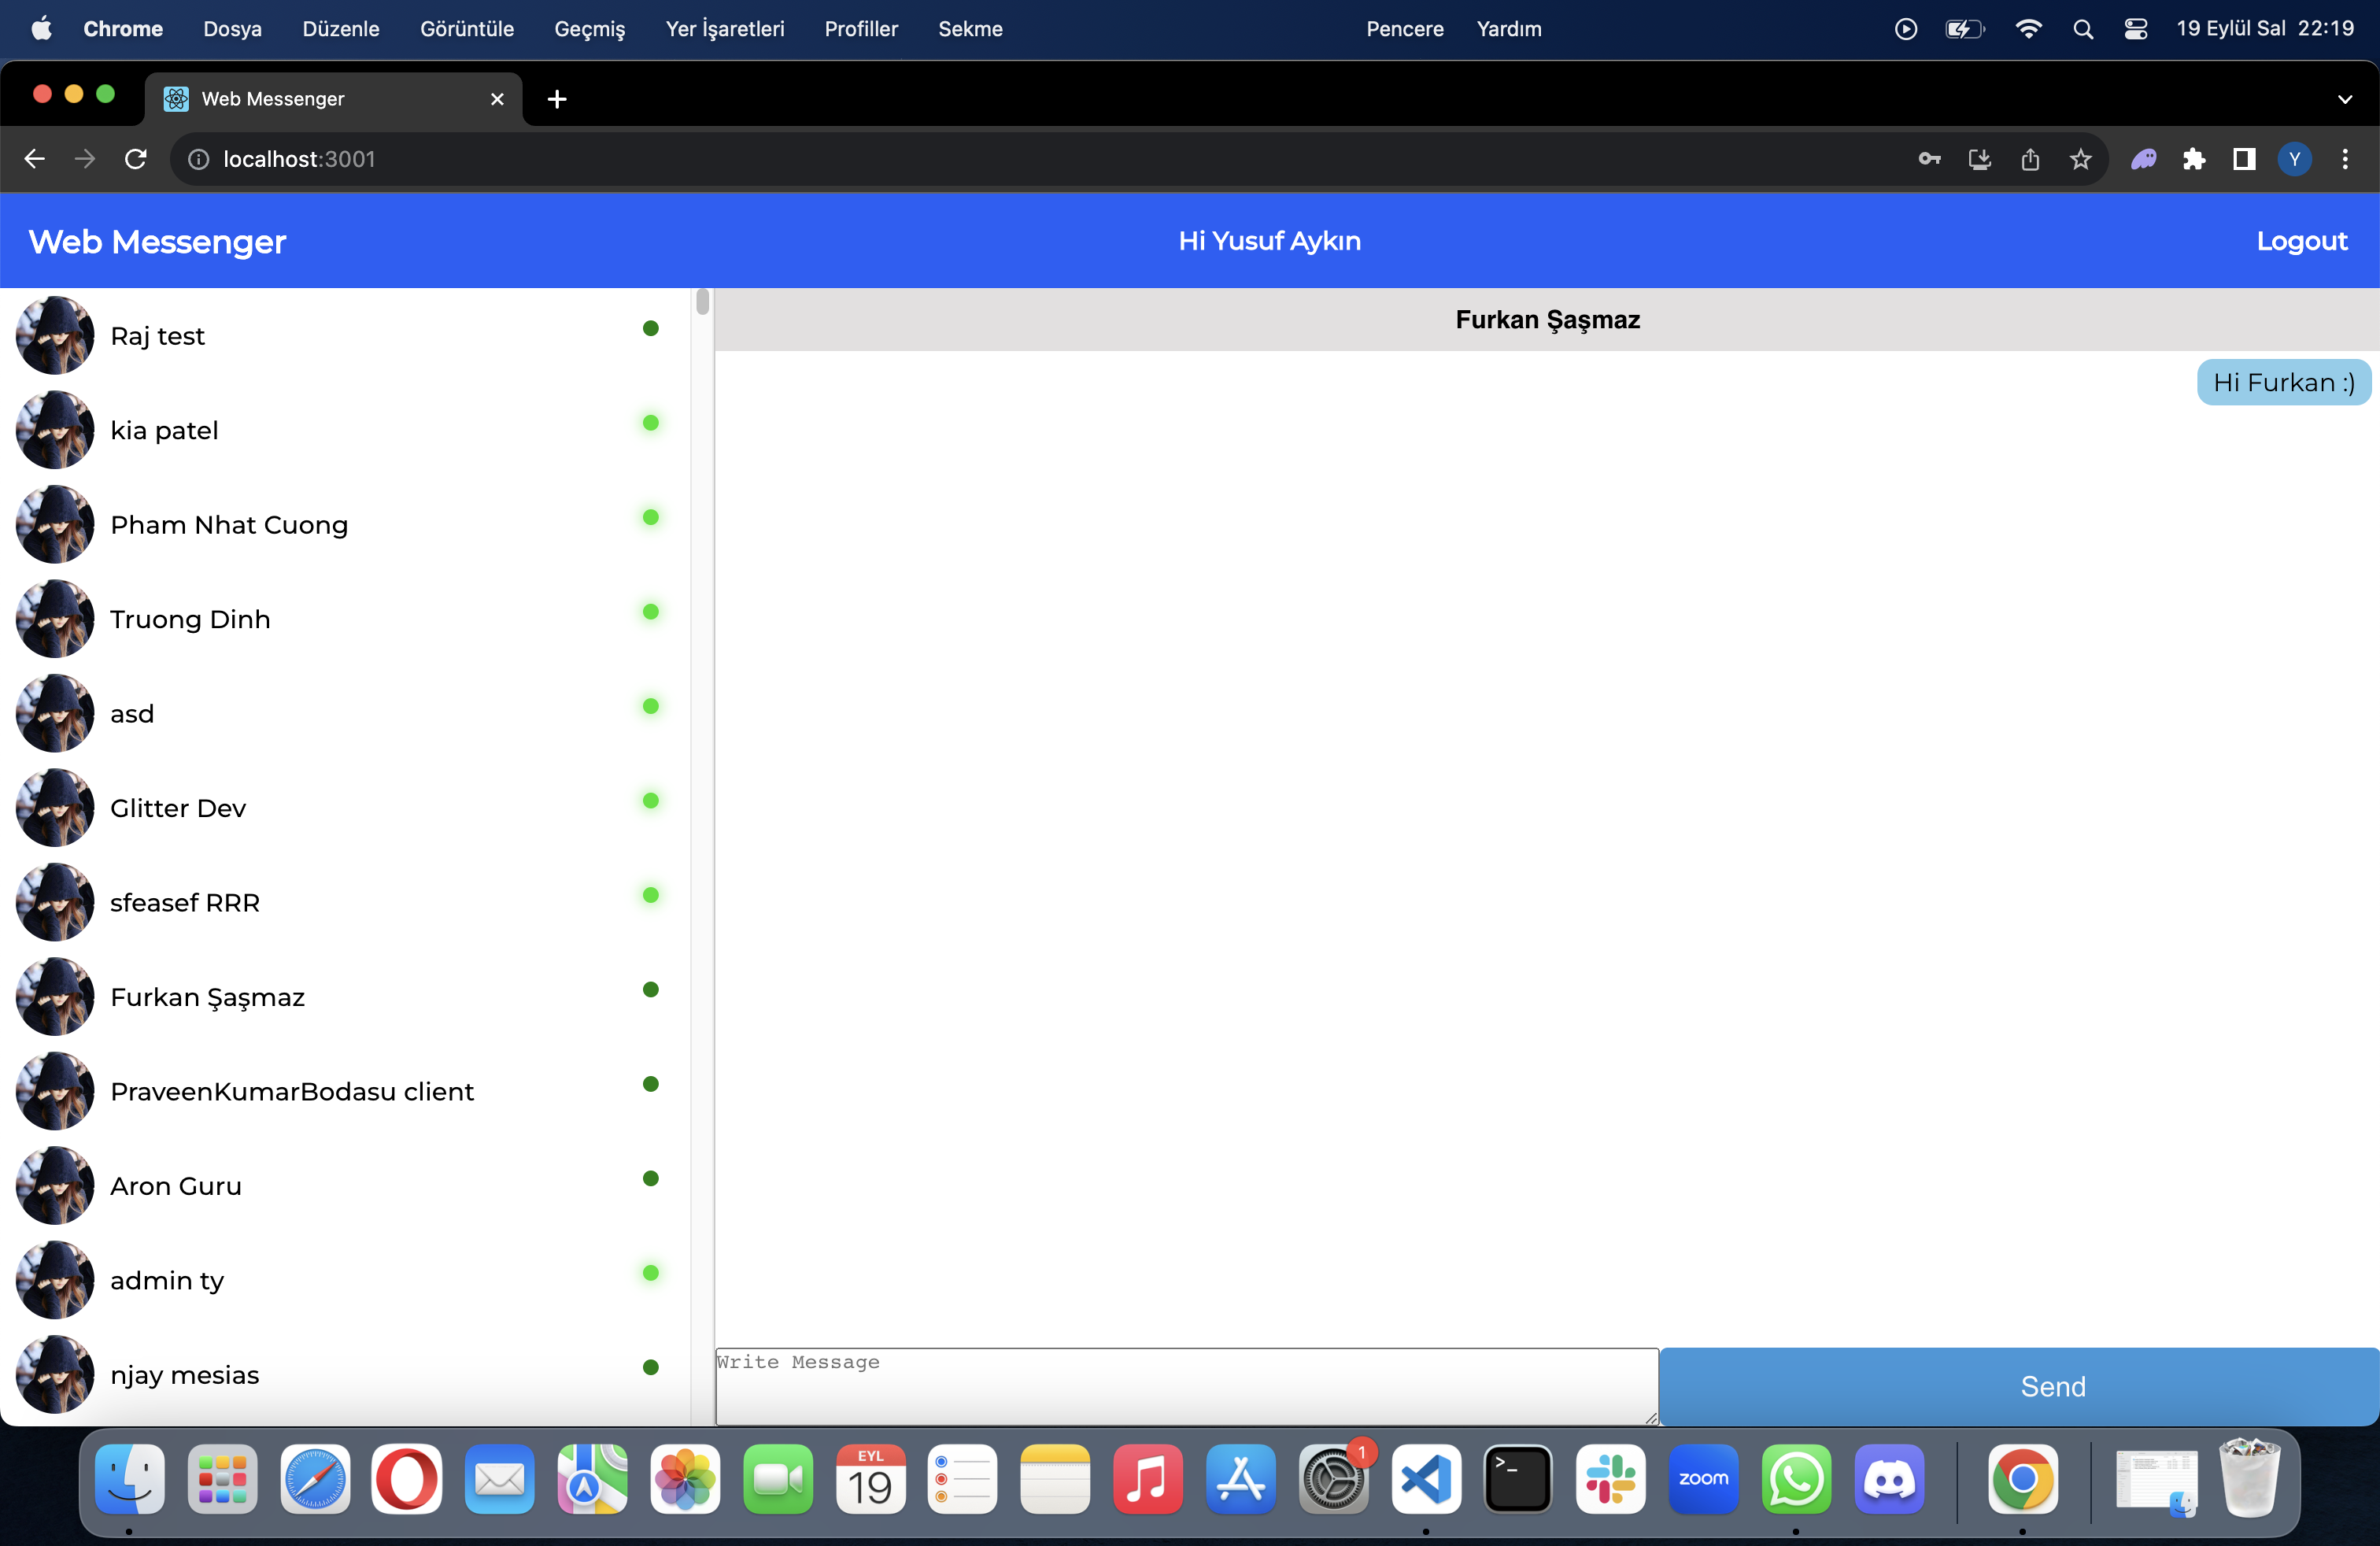 Chrome Dosya Düzenle Görüntüle Geçmiş Yer İşaretleri Profiller Sekme Pencere Yardım 19 Eylül Sal 22:19
Web Messenger
localhost:3001
Y
Web Messenger Hi Yusuf Aykın Logout
Raj test
kia patel
Pham Nhat Cuong
Truong Dinh
asd
Glitter Dev
sfeasef RRR
Furkan Şaşmaz
PraveenKumarBodasu client
Aron Guru
admin ty
njay mesias
Furkan Şaşmaz
Hi Furkan :)
Write Message
Send
EYL
19
1
>_
zoom